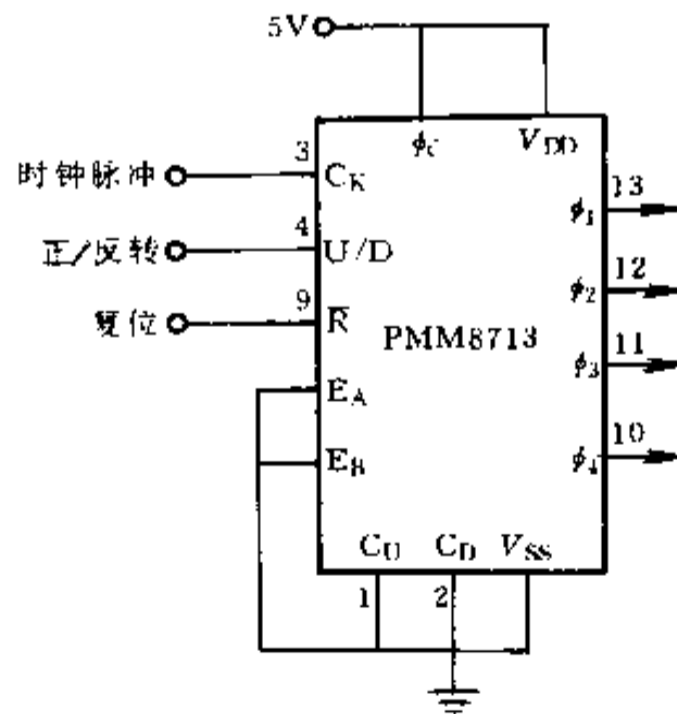 5V
ϕC VDD
时钟脉冲 3 CK
13 ϕ1
正/反转 4 U/D
12 ϕ2
复位 9 R̅
PMM8713
11 ϕ3
EA
10 ϕ4
EB
CU CD VSS
1 2